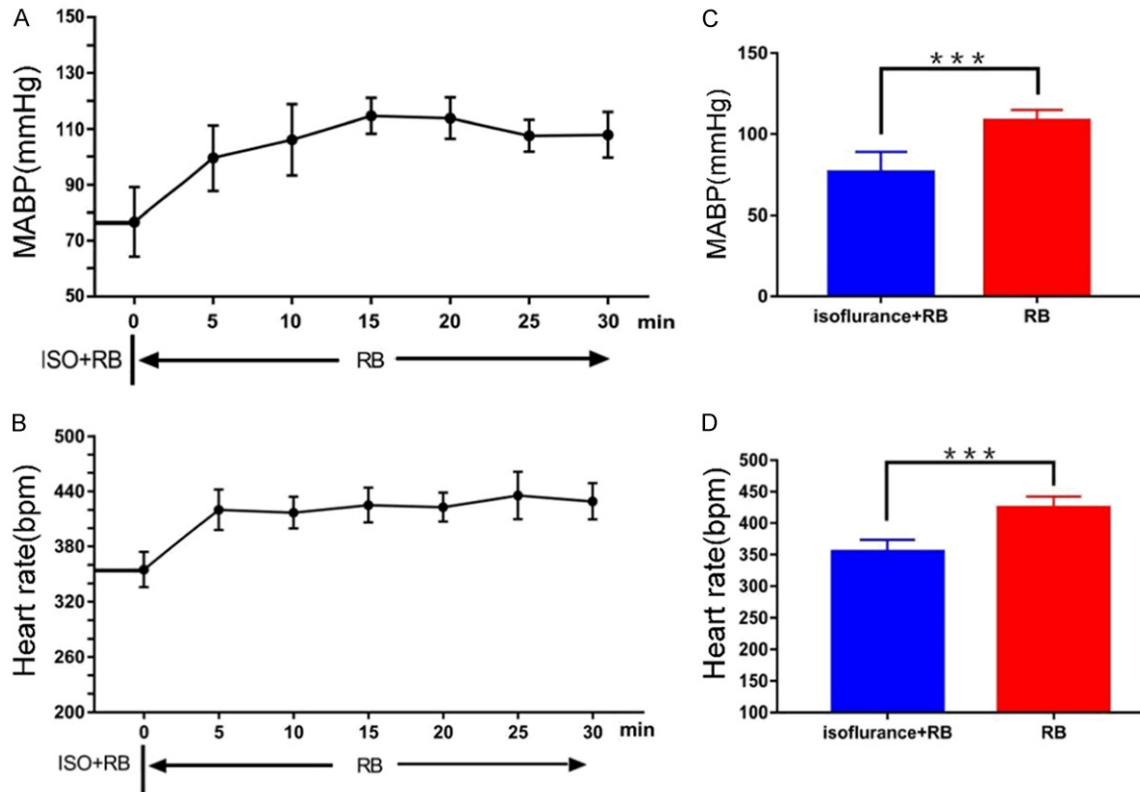 A
MABP(mmHg)
150
130
110
90
70
50
0 5 10 15 20 25 30 min
ISO+RB RB
C
MABP(mmHg)
150
100
50
0
***
isoflurance+RB RB
B
Heart rate(bpm)
500
440
380
320
260
200
0 5 10 15 20 25 30 min
ISO+RB RB
D
Heart rate(bpm)
500
450
400
350
300
250
200
150
100
***
isoflurance+RB RB